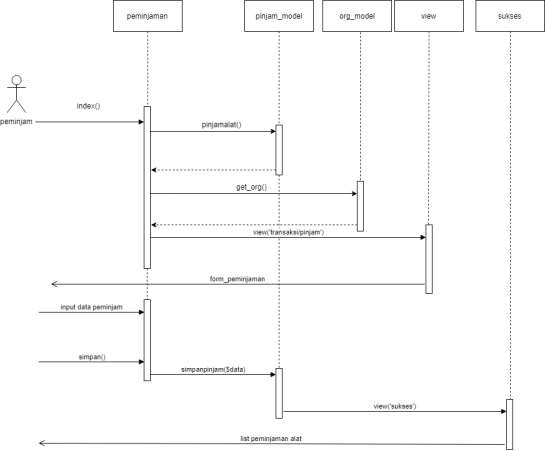 peminjaman
pinjam_model
org_model
view
sukses
index()
peminjam
pinjamalat()
get_org()
view('transaksi/pinjam')
form_peminjaman
input data peminjam
simpan()
simpanpinjam($data)
view('sukses')
list peminjaman alat